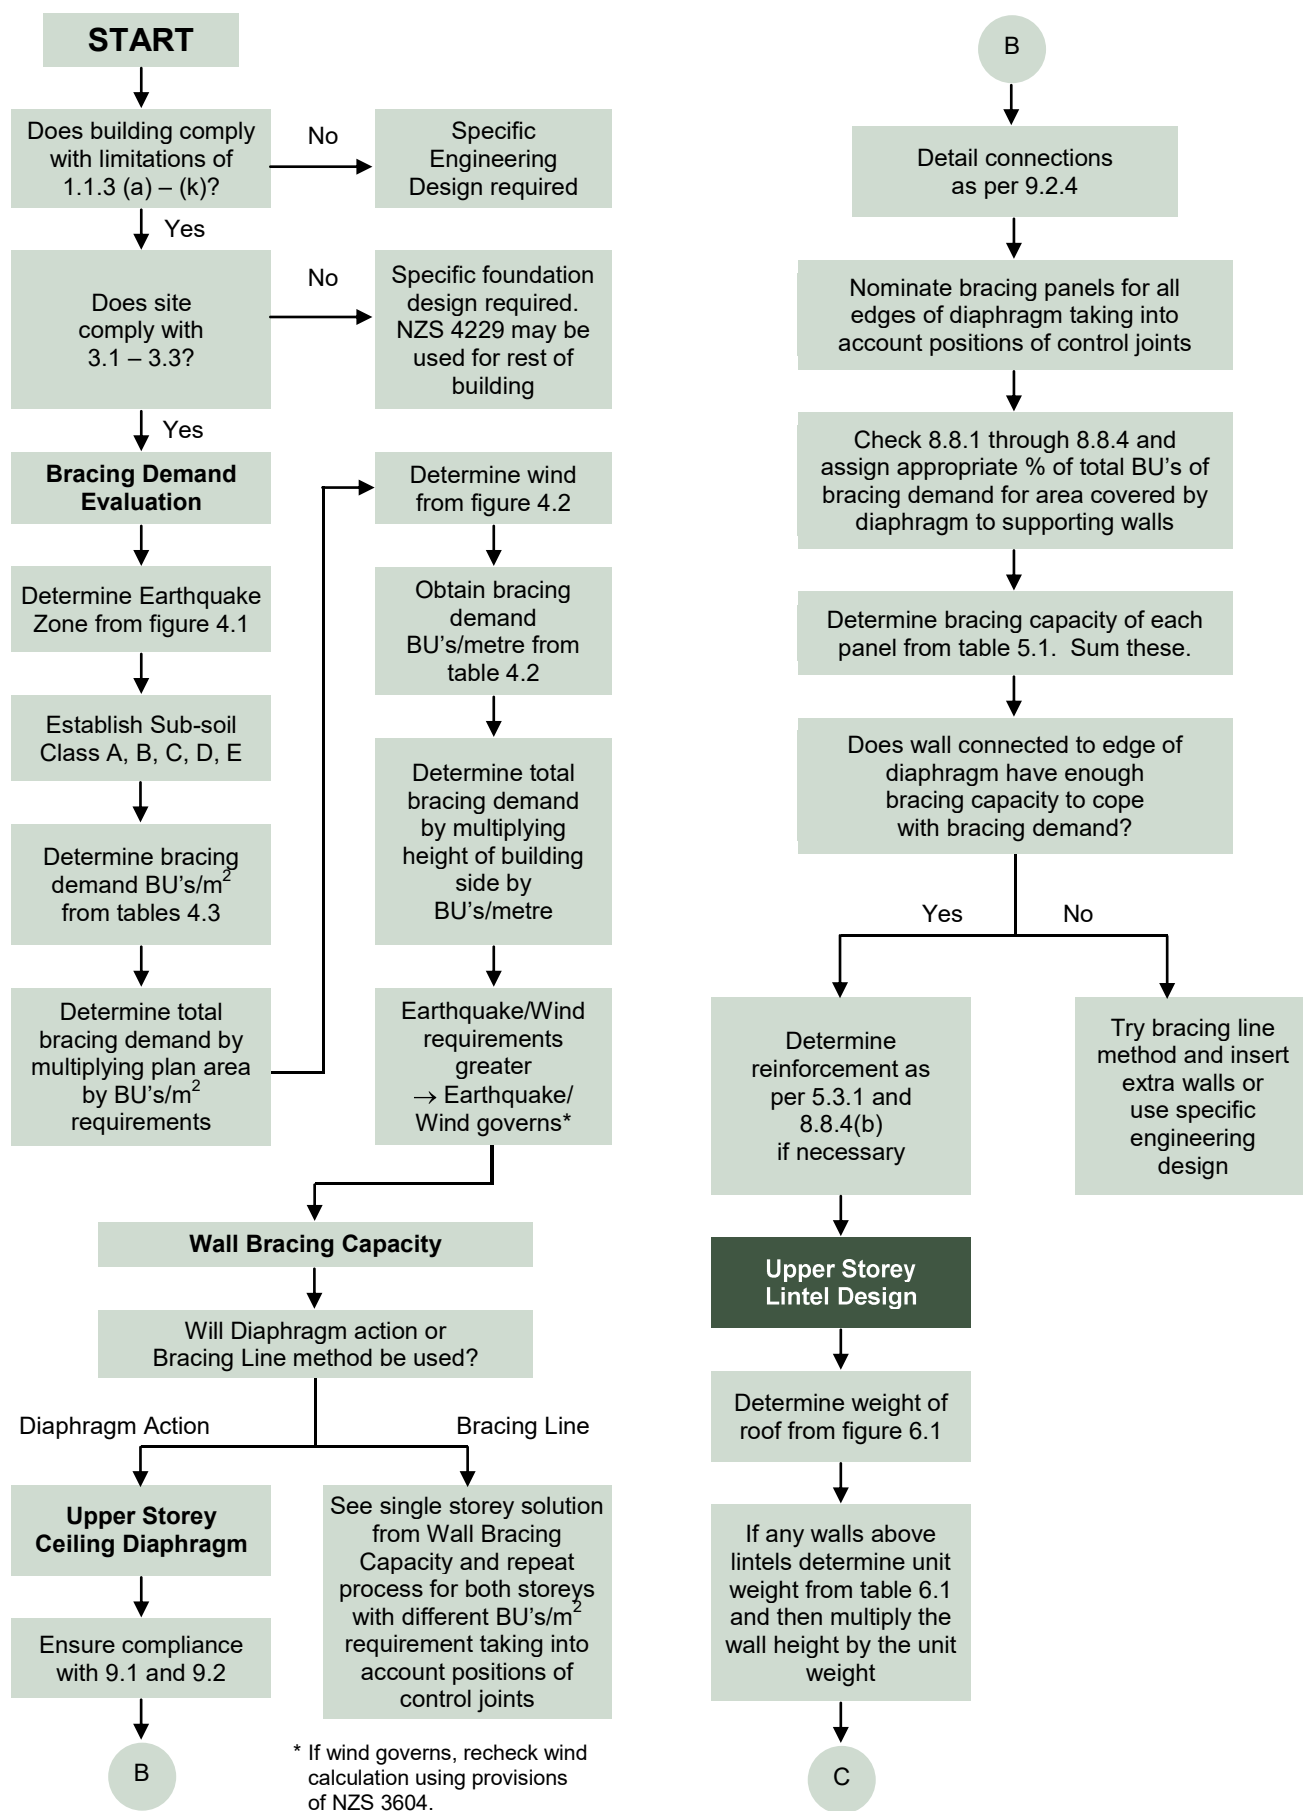 START
Does building comply
with limitations of
1.1.3 (a) – (k)?
No
Specific
Engineering
Design required
Yes
Does site
comply with
3.1 – 3.3?
No
Specific foundation
design required.
NZS 4229 may be
used for rest of
building
Yes
Bracing Demand
Evaluation
Determine Earthquake
Zone from figure 4.1
Establish Sub-soil
Class A, B, C, D, E
Determine bracing
demand BU's/m²
from tables 4.3
Determine total
bracing demand by
multiplying plan area
by BU's/m²
requirements
Determine wind
from figure 4.2
Obtain bracing
demand
BU's/metre from
table 4.2
Determine total
bracing demand
by multiplying
height of building
side by
BU's/metre
Earthquake/Wind
requirements
greater
→ Earthquake/
Wind governs*
Wall Bracing Capacity
Will Diaphragm action or
Bracing Line method be used?
Diaphragm Action
Bracing Line
Upper Storey
Ceiling Diaphragm
Ensure compliance
with 9.1 and 9.2
B
See single storey solution
from Wall Bracing
Capacity and repeat
process for both storeys
with different BU's/m²
requirement taking into
account positions of
control joints
* If wind governs, recheck wind
calculation using provisions
of NZS 3604.
B
Detail connections
as per 9.2.4
Nominate bracing panels for all
edges of diaphragm taking into
account positions of control joints
Check 8.8.1 through 8.8.4 and
assign appropriate % of total BU's of
bracing demand for area covered by
diaphragm to supporting walls
Determine bracing capacity of each
panel from table 5.1. Sum these.
Does wall connected to edge of
diaphragm have enough
bracing capacity to cope
with bracing demand?
Yes
No
Determine
reinforcement as
per 5.3.1 and
8.8.4(b)
if necessary
Try bracing line
method and insert
extra walls or
use specific
engineering
design
Upper Storey
Lintel Design
Determine weight of
roof from figure 6.1
If any walls above
lintels determine unit
weight from table 6.1
and then multiply the
wall height by the unit
weight
C